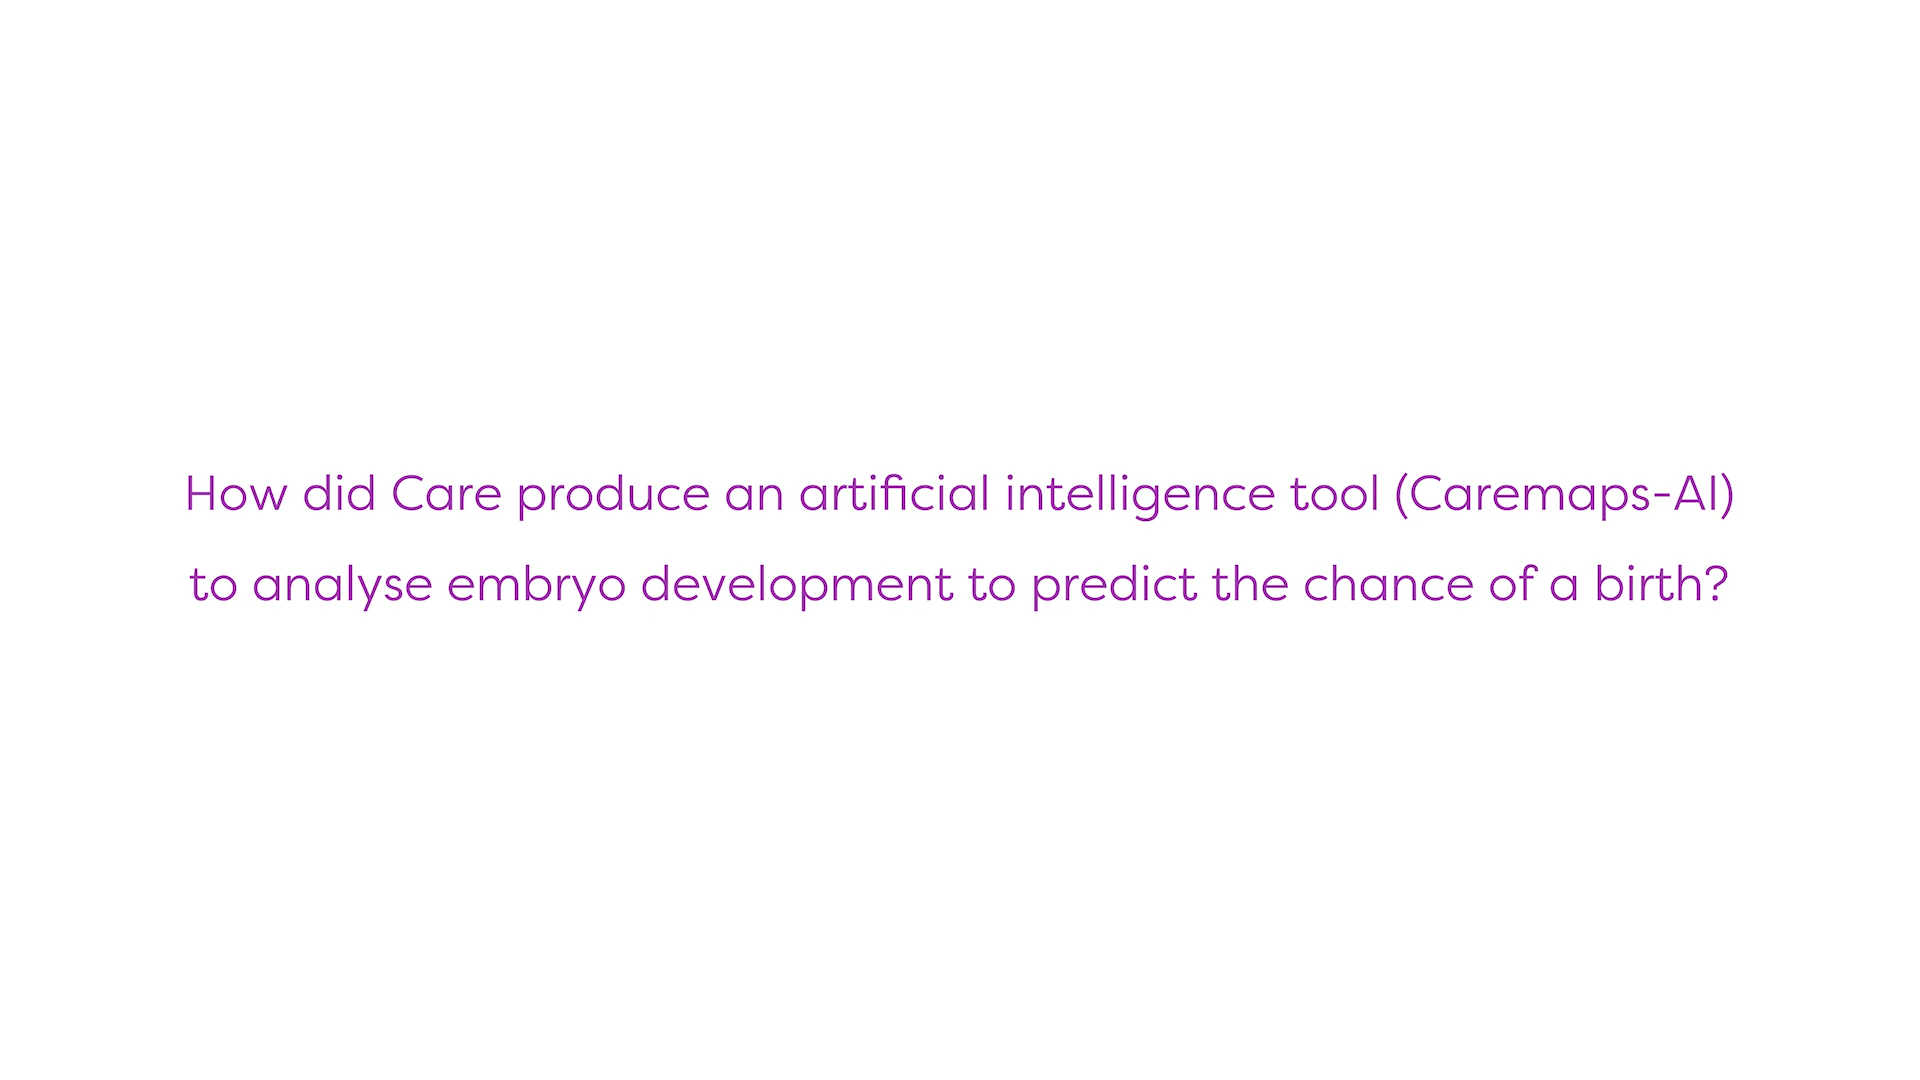 How did Care produce an artificial intelligence tool (Caremaps-AI)
to analyse embryo development to predict the chance of a birth?